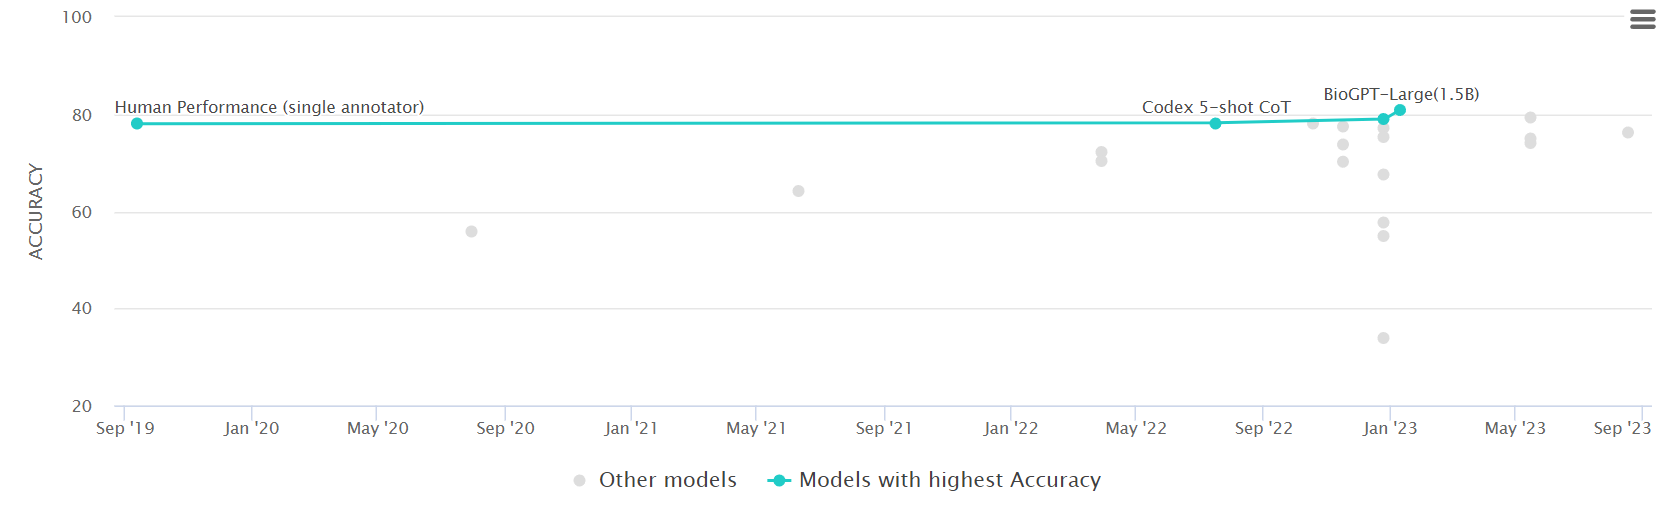 100
80
60
40
20
ACCURACY
Human Performance (single annotator)
Codex 5-shot CoT
BioGPT-Large(1.5B)
Sep '19
Jan '20
May '20
Sep '20
Jan '21
May '21
Sep '21
Jan '22
May '22
Sep '22
Jan '23
May '23
Sep '23
Other models
Models with highest Accuracy